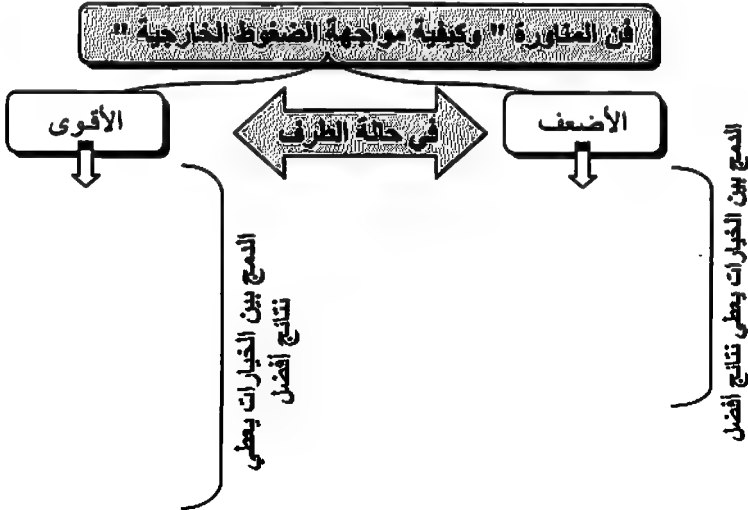 فن المناورة " وكيفية مواجهة الضغوط الخارجية "
الأضعف
في حالة الطرف
الأقوى
الدمج بين الخيارات يعطي نتائج أفضل
الدمج بين الخيارات يعطي
نتائج أفضل